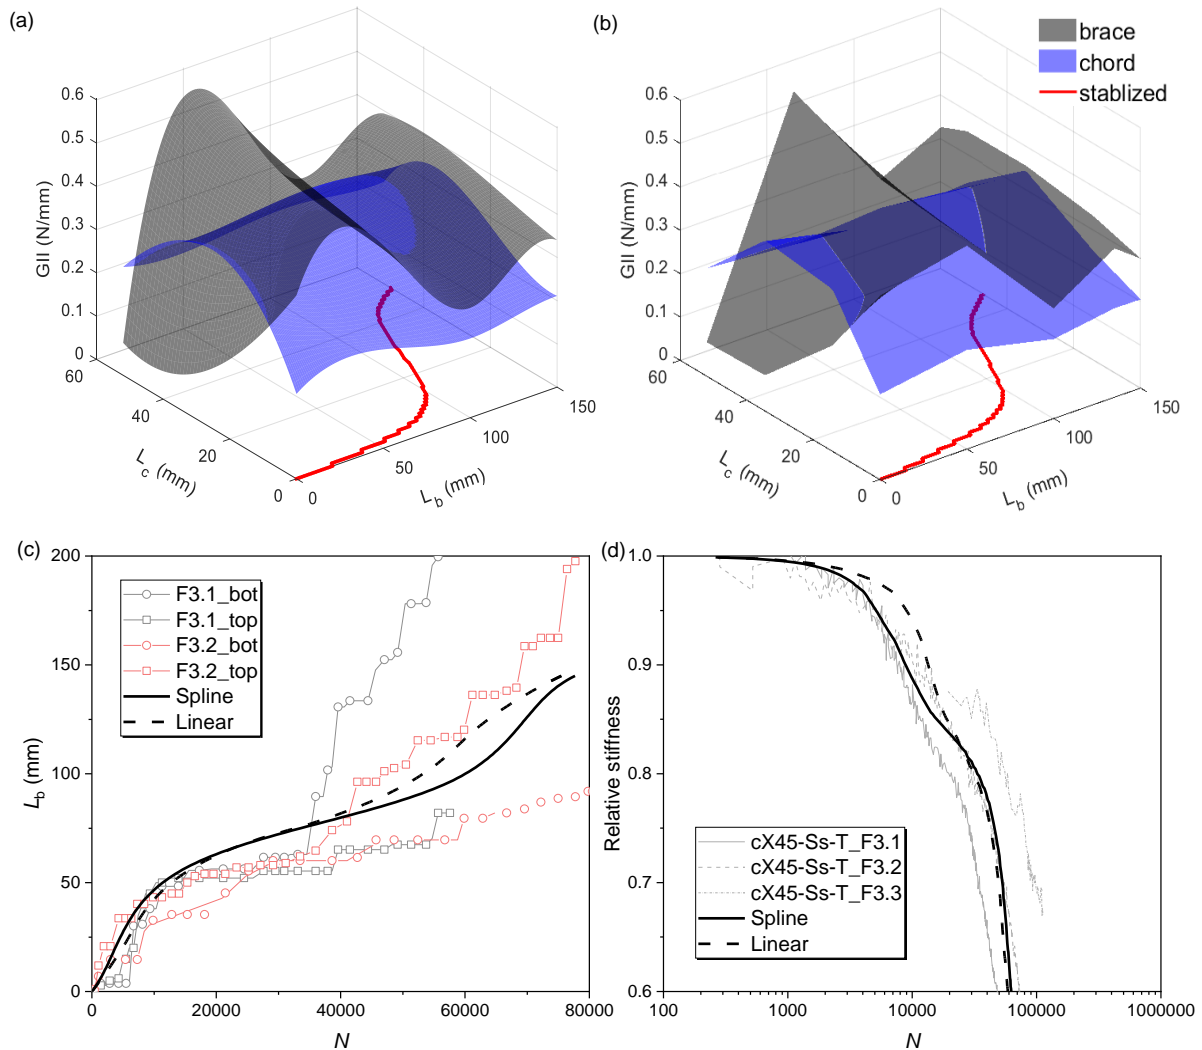 (a)
0.6
0.5
0.4
0.3
0.2
0.1
0
GII (N/mm)
60
40
20
0
L_c (mm)
0
50
100
150
L_b (mm)
(b)
brace
chord
stablized
0.6
0.5
0.4
0.3
0.2
0.1
0
GII (N/mm)
60
40
20
0
L_c (mm)
0
50
100
150
L_b (mm)
(c)
200
150
100
50
0
L_b (mm)
F3.1_bot
F3.1_top
F3.2_bot
F3.2_top
Spline
Linear
0
20000
40000
60000
80000
N
(d)
1.0
0.9
0.8
0.7
0.6
Relative stiffness
cX45-Ss-T_F3.1
cX45-Ss-T_F3.2
cX45-Ss-T_F3.3
Spline
Linear
100
1000
10000
100000
1000000
N